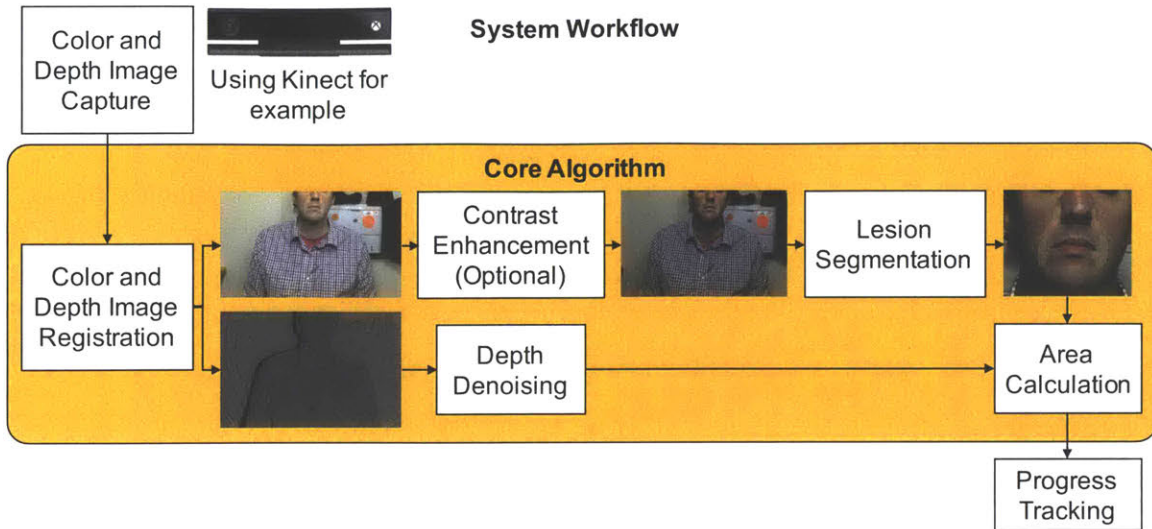 System Workflow
Color and
Depth Image
Capture
Using Kinect for
example
Core Algorithm
Color and
Depth Image
Registration
Contrast
Enhancement
(Optional)
Lesion
Segmentation
Depth
Denoising
Area
Calculation
Progress
Tracking